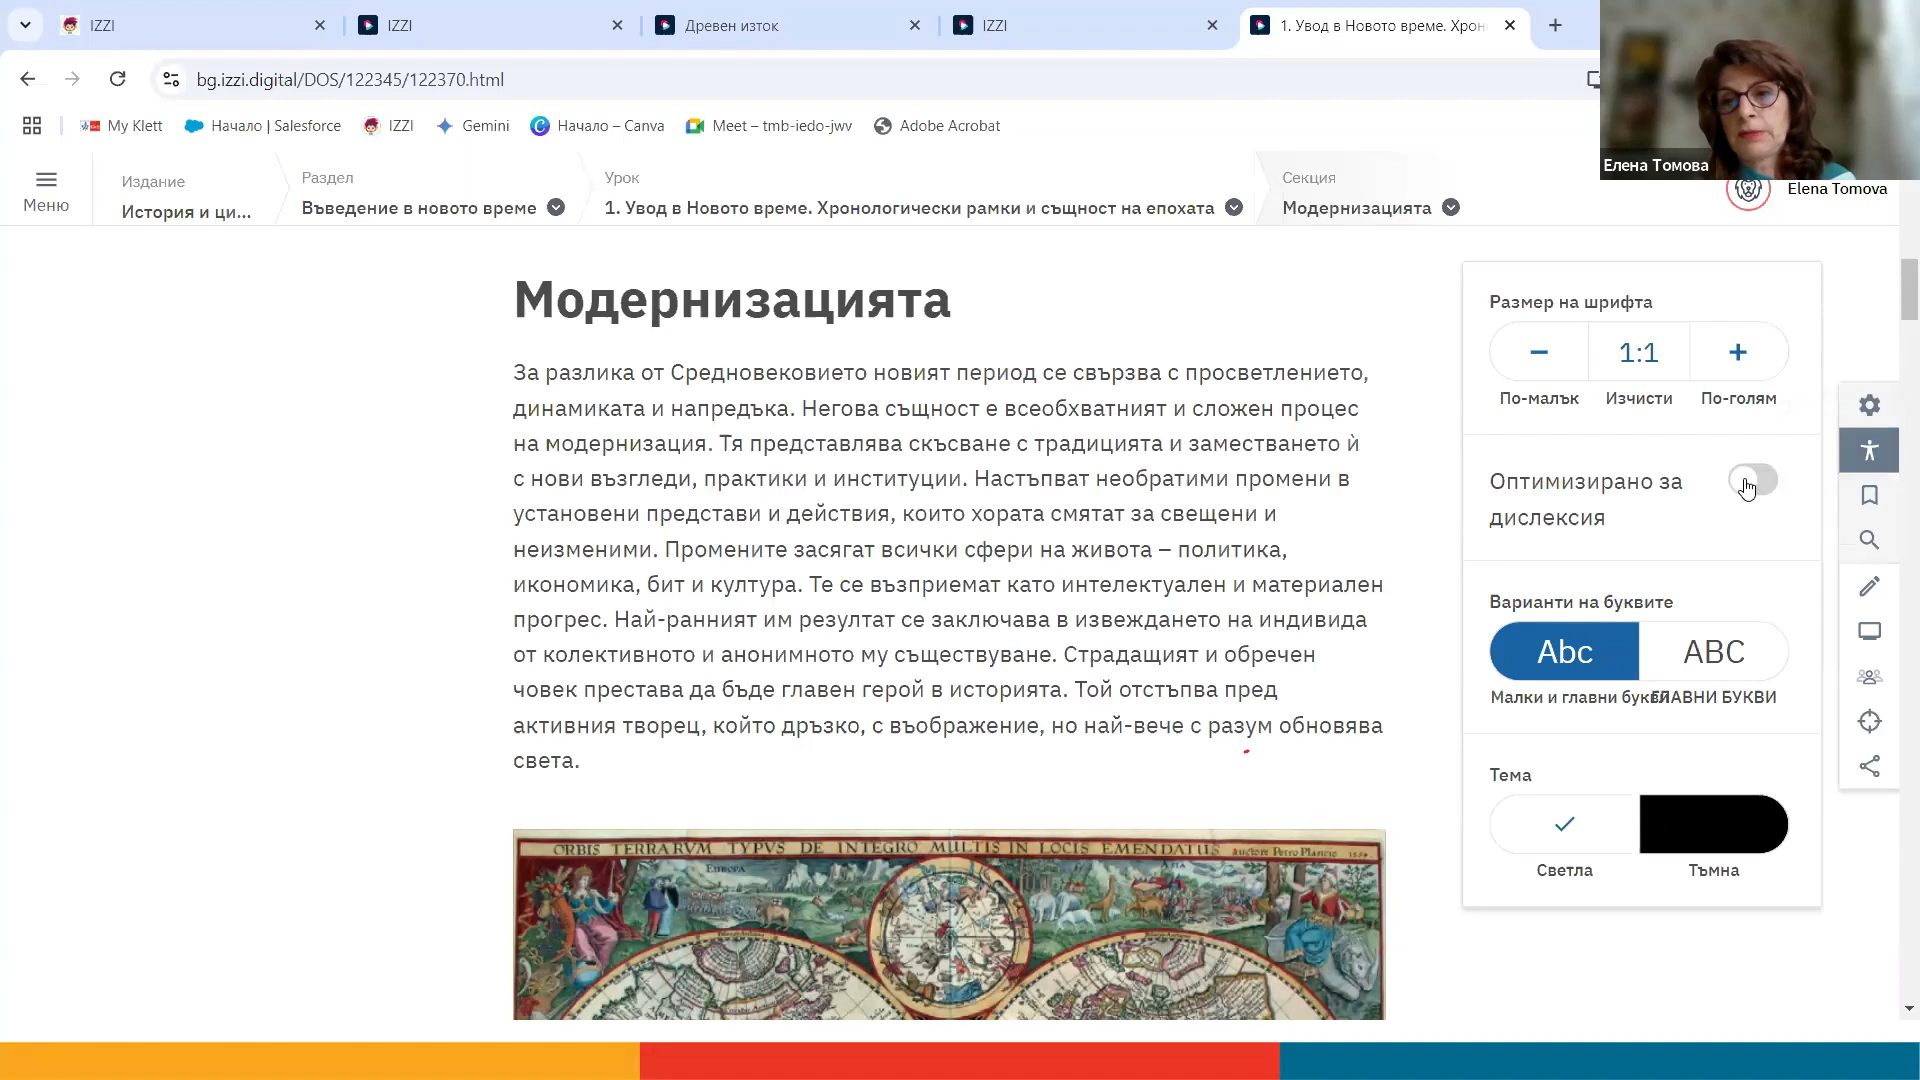 IZZI
IZZI
Древен изток
IZZI
1. Увод в Новото време. Хрон
bg.izzi.digital/DOS/122345/122370.html
My Klett
Начало | Salesforce
IZZI
Gemini
Начало – Canva
Meet – tmb-iedo-jwv
Adobe Acrobat
Елена Томова
Меню
Издание
История и ци...
Раздел
Въведение в новото време
Урок
1. Увод в Новото време. Хронологически рамки и същност на епохата
Секция
Модернизацията
Elena Tomova
Модернизацията
За разлика от Средновековието новият период се свързва с просветлението,
динамиката и напредъка. Негова същност е всеобхватният и сложен процес
на модернизация. Тя представлява скъсване с традицията и заместването ѝ
с нови възгледи, практики и институции. Настъпват необратими промени в
установени представи и действия, които хората смятат за свещени и
неизменими. Промените засягат всички сфери на живота – политика,
икономика, бит и култура. Те се възприемат като интелектуален и материален
прогрес. Най-ранният им резултат се заключава в извеждането на индивида
от колективното и анонимното му съществуване. Страдащият и обречен
човек престава да бъде главен герой в историята. Той отстъпва пред
активния творец, който дръзко, с въображение, но най-вече с разум обновява
света.
ORBIS TERRARVM TYPVS DE INTEGRO MULTIS IN LOCIS EMENDATUS
EUROPA
ASIA
Размер на шрифта
1:1
По-малък
Изчисти
По-голям
Оптимизирано за
дислексия
Варианти на буквите
Abc
ABC
Малки и главни букви
ГЛАВНИ БУКВИ
Тема
Светла
Тъмна